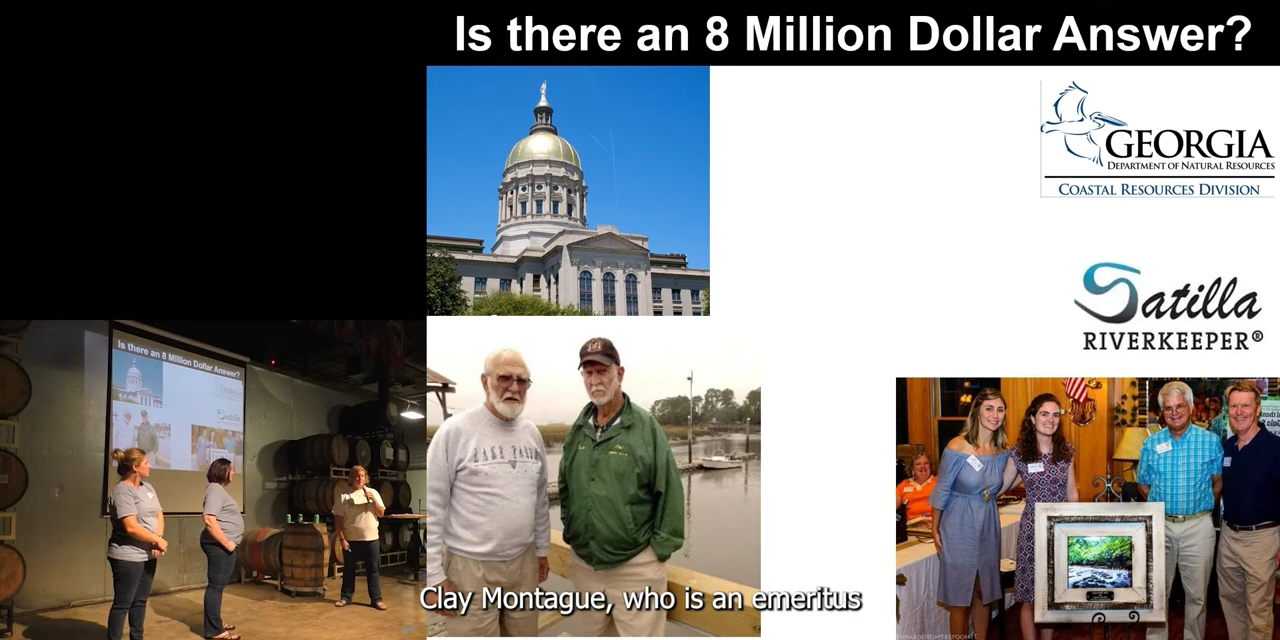 Is there an 8 Million Dollar Answer?
GEORGIA
DEPARTMENT OF NATURAL RESOURCES
COASTAL RESOURCES DIVISION
Satilla
RIVERKEEPER®
Is there an 8 Million Dollar Answer?
Satilla
Clay Montague, who is an emeritus